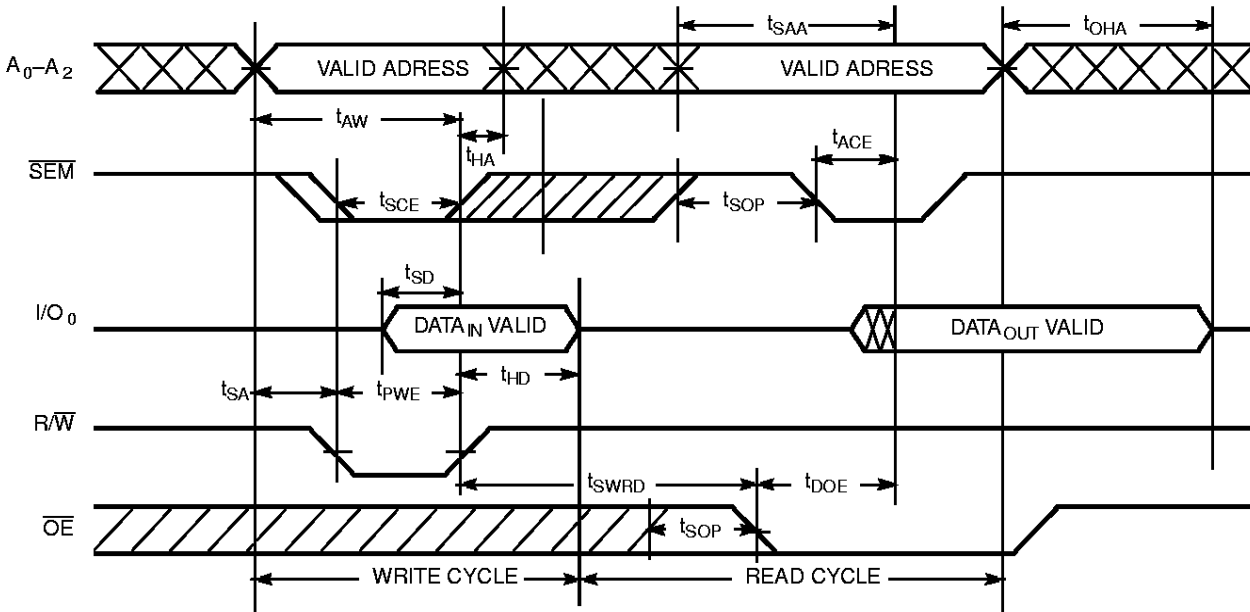 tSAA
tOHA
A0–A2
VALID ADRESS
VALID ADRESS
tAW
tHA
tACE
SEM
tSCE
tSOP
tSD
I/O0
DATAIN VALID
DATAOUT VALID
tSA
tPWE
tHD
R/W
tSWRD
tDOE
OE
tSOP
WRITE CYCLE
READ CYCLE